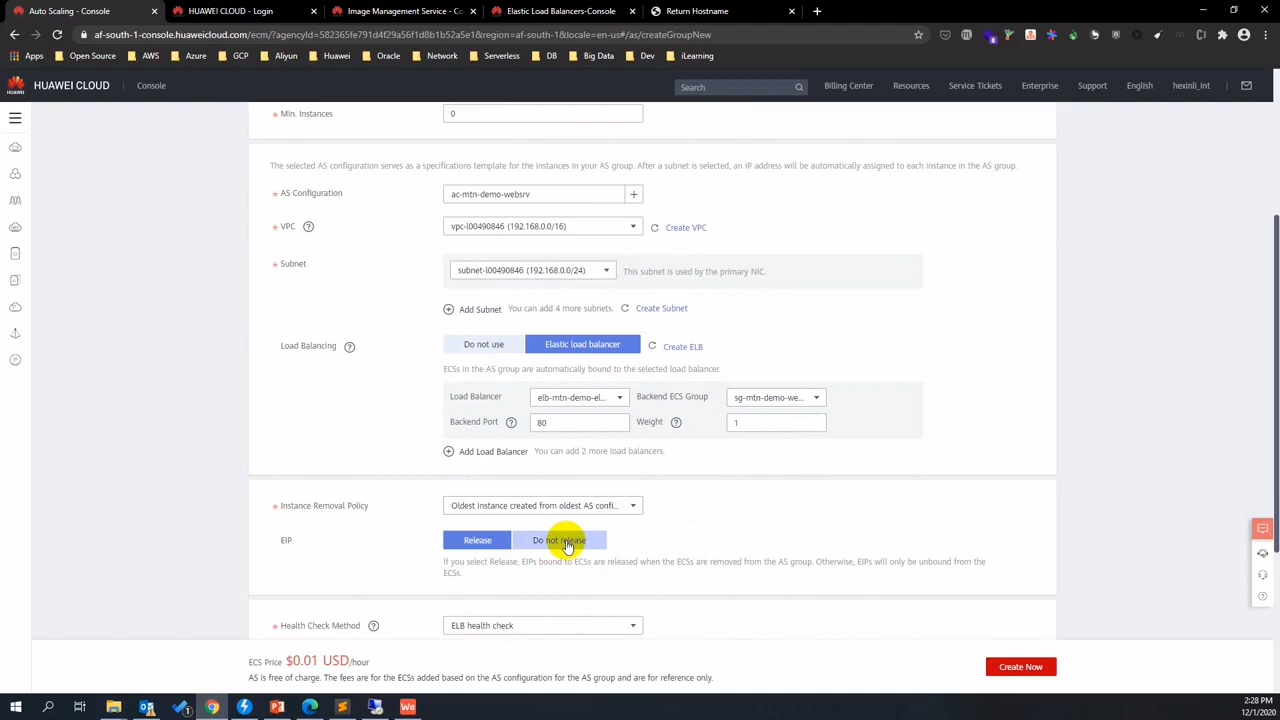 Auto Scaling - Console
HUAWEI CLOUD - Login
Image Management Service - Co
Elastic Load Balancer-Console
Return Hostname
af-south-1-console.huaweicloud.com/ecm/?agencyId=582365f791d4f29a56f1d8b1b52a5e1&region=af-south-1&locale=en-us#/as/createGroupNew
Apps
Open Source
AWS
Azure
GCP
Aliyun
Huawei
Oracle
Network
Security
DB
Big Data
Dev
iLearning
HUAWEI CLOUD
Console
Search
Billing Center
Resources
Service Tickets
Enterprise
Support
English
hexinli_int
* Min. Instances
0
The selected AS configuration serves as a specifications template for the instances in your AS group. After a subnet is selected, an IP address will be automatically assigned to each instance in the AS group.
* AS Configuration
ac-mtn-demo-websrv
* VPC
vpc-l00490846 (192.168.0.0/16)
Create VPC
* Subnet
subnet-l00490846 (192.168.0.0/24)
This subnet is used by the primary NIC.
Add Subnet
You can add 4 more subnets.
Create Subnet
Load Balancing
Do not use
Elastic load balancer
Create ELB
ECSs in the AS group are automatically bound to the selected load balancer.
Load Balancer
elb-mtn-demo-el...
Backend ECS Group
sg-mtn-demo-we...
Backend Port
80
Weight
1
Add Load Balancer
You can add 2 more load balancers.
* Instance Removal Policy
Oldest instance created from oldest AS confi...
EIP
Release
Do not release
If you select Release, EIPs bound to ECSs are released when the ECSs are removed from the AS group. Otherwise, EIPs will only be unbound from the
ECSs.
* Health Check Method
ELB health check
ECS Price $0.01 USD/hour
AS is free of charge. The fees are for the ECSs added based on the AS configuration for the AS group and are for reference only.
Create Now
2:28 PM
12/1/2020